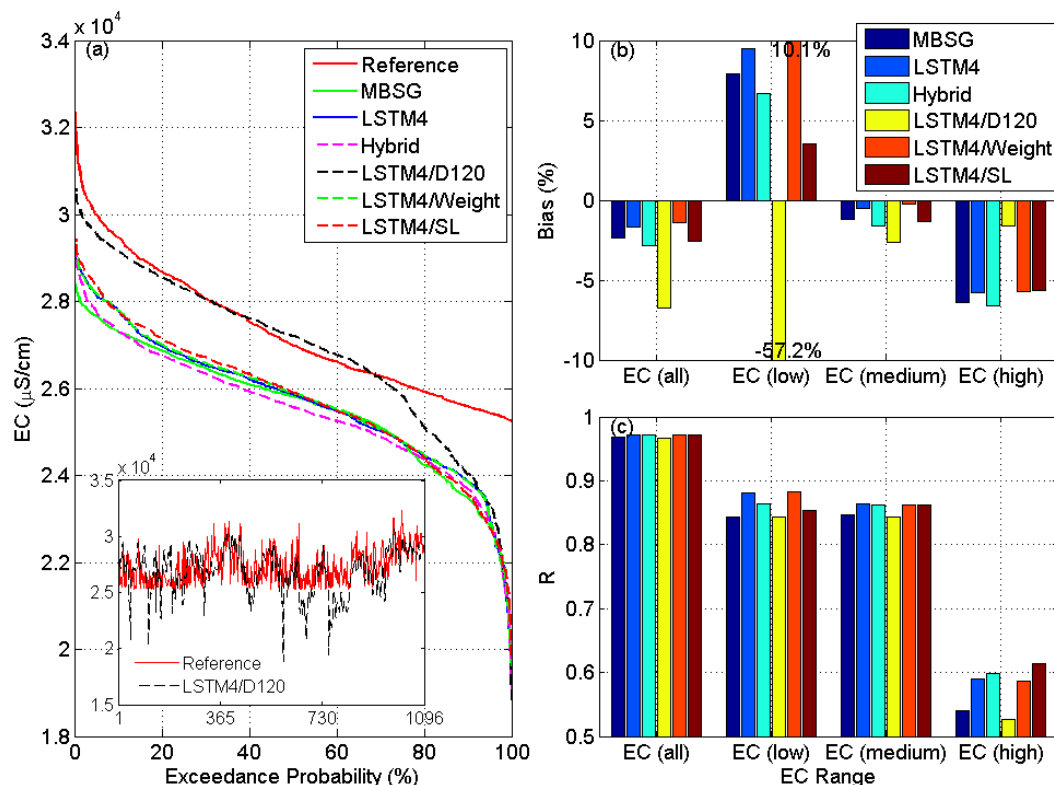 x 10⁴
3.4
3.2
3.0
2.8
2.6
2.4
2.2
2.0
1.8
EC (μS/cm)
(a)
Reference
MBSG
LSTM4
Hybrid
LSTM4/D120
LSTM4/Weight
LSTM4/SL
x 10⁴
3.5
3
2.5
2
1.5
Reference
LSTM4/D120
1
365
730
1096
0
20
40
60
80
100
Exceedance Probability (%)
(b)
10
5
0
-5
-10
Bias (%)
10.1%
-57.2%
MBSG
LSTM4
Hybrid
LSTM4/D120
LSTM4/Weight
LSTM4/SL
EC (all)
EC (low)
EC (medium)
EC (high)
(c)
1
0.9
0.8
0.7
0.6
0.5
R
EC (all)
EC (low)
EC (medium)
EC (high)
EC Range